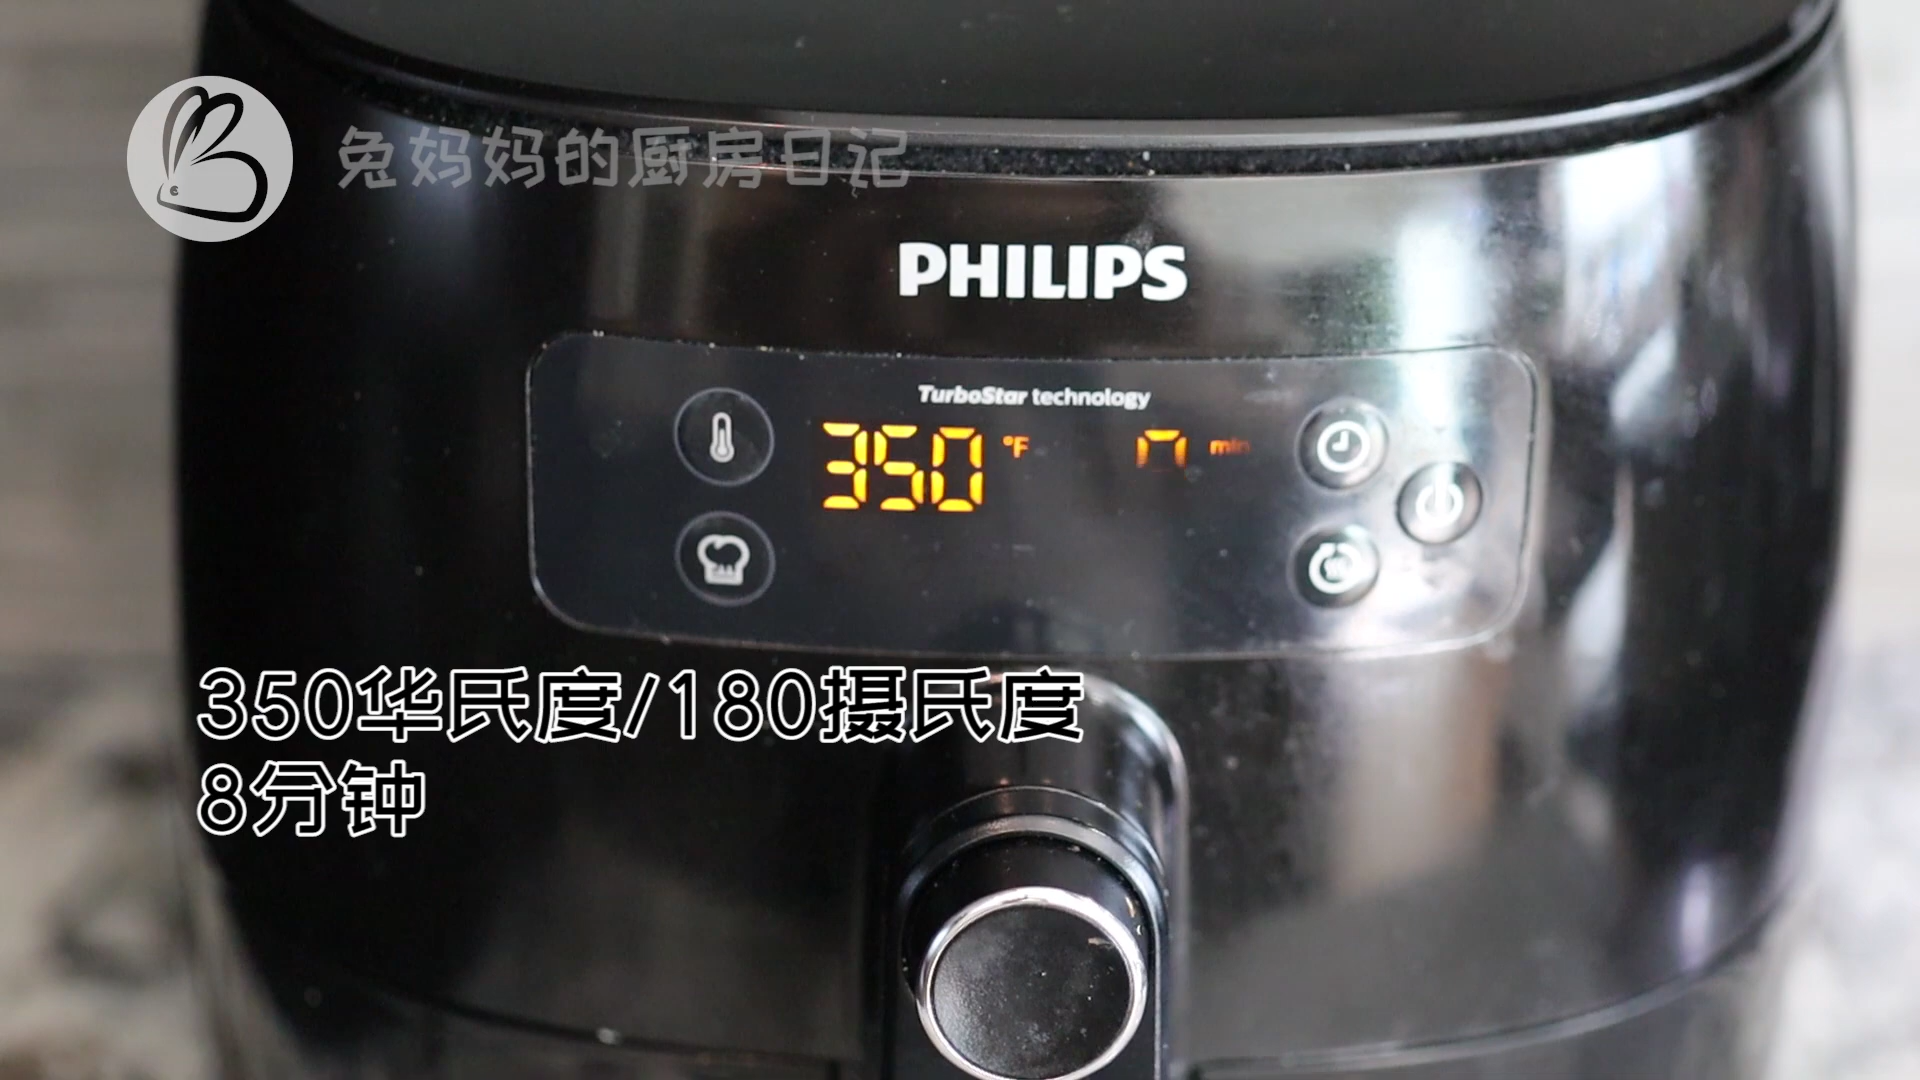 兔妈妈的厨房日记
PHILIPS
TurboStar technology
350 °F
min
350华氏度/180摄氏度
8分钟